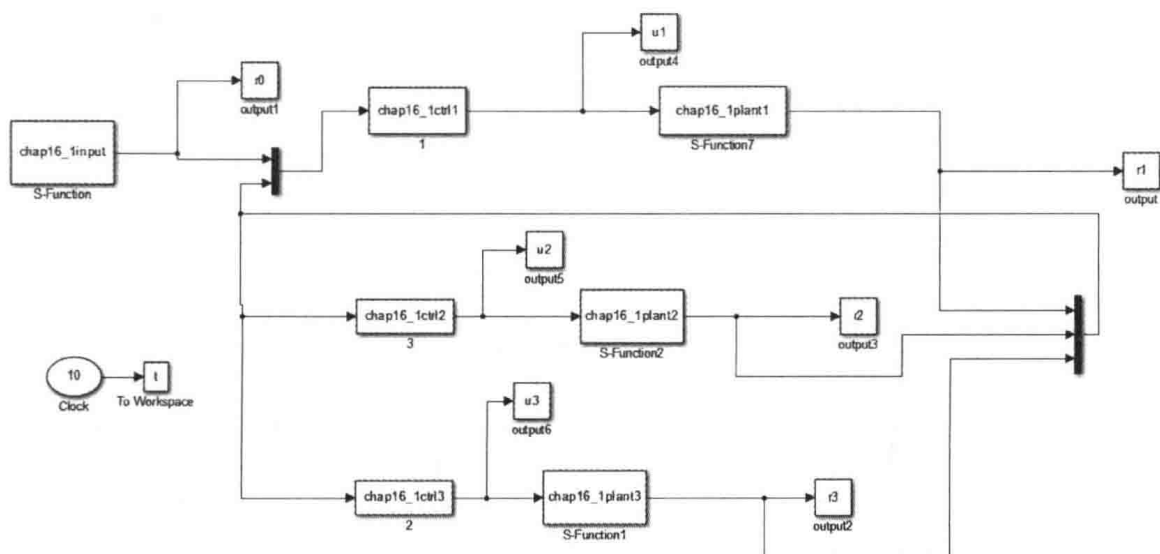 u1
output4
r0
output1
chap16_1ctrl1
1
chap16_1plant1
S-Function7
chap16_1input
S-Function
r1
output
u2
output5
chap16_1ctrl2
3
chap16_1plant2
S-Function2
r2
output3
10
Clock
t
To Workspace
u3
output6
chap16_1ctrl3
2
chap16_1plant3
S-Function1
r3
output2